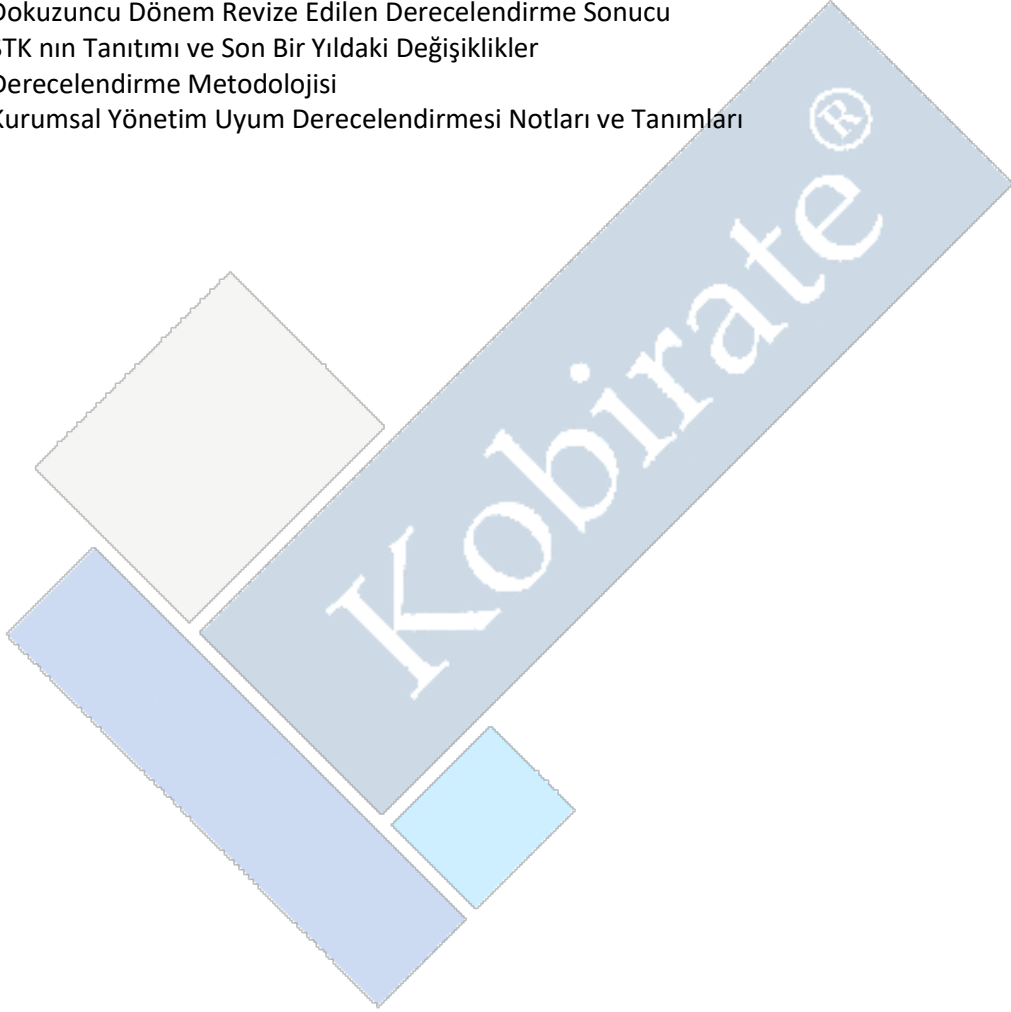 Dokuzuncu Dönem Revize Edilen Derecelendirme Sonucu
STK nın Tanıtımı ve Son Bir Yıldaki Değişiklikler
Derecelendirme Metodolojisi
Kurumsal Yönetim Uyum Derecelendirmesi Notları ve Tanımları
Kobirate®